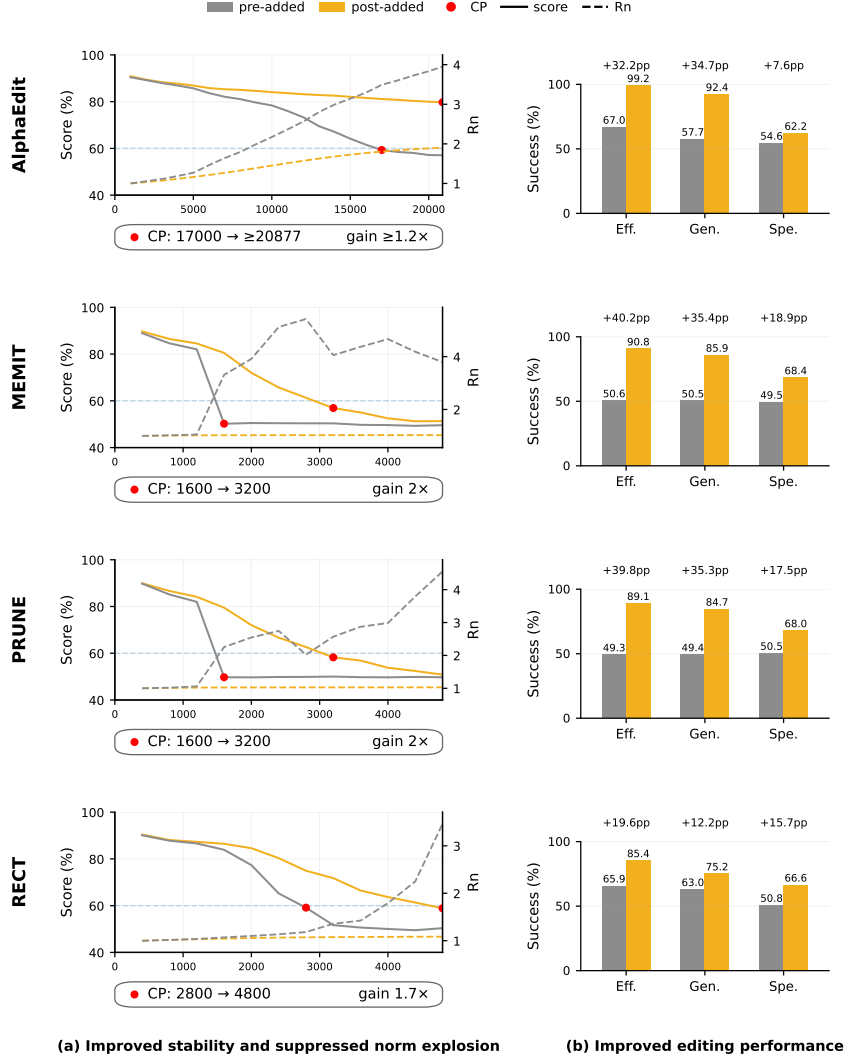 pre-added post-added CP score Rn
AlphaEdit
Score (%)
100
80
60
40
4
3
2
1
Rn
0 5000 10000 15000 20000
CP: 17000 → ≥20877 gain ≥1.2×
Success (%)
100
50
0
+32.2pp +34.7pp +7.6pp
67.0 99.2 57.7 92.4 54.6 62.2
Eff. Gen. Spe.
MEMIT
Score (%)
100
80
60
40
4
2
Rn
0 1000 2000 3000 4000
CP: 1600 → 3200 gain 2×
Success (%)
100
50
0
+40.2pp +35.4pp +18.9pp
50.6 90.8 50.5 85.9 49.5 68.4
Eff. Gen. Spe.
PRUNE
Score (%)
100
80
60
40
4
3
2
1
Rn
0 1000 2000 3000 4000
CP: 1600 → 3200 gain 2×
Success (%)
100
50
0
+39.8pp +35.3pp +17.5pp
49.3 89.1 49.4 84.7 50.5 68.0
Eff. Gen. Spe.
RECT
Score (%)
100
80
60
40
3
2
1
Rn
0 1000 2000 3000 4000
CP: 2800 → 4800 gain 1.7×
Success (%)
100
50
0
+19.6pp +12.2pp +15.7pp
65.9 85.4 63.0 75.2 50.8 66.6
Eff. Gen. Spe.
(a) Improved stability and suppressed norm explosion
(b) Improved editing performance